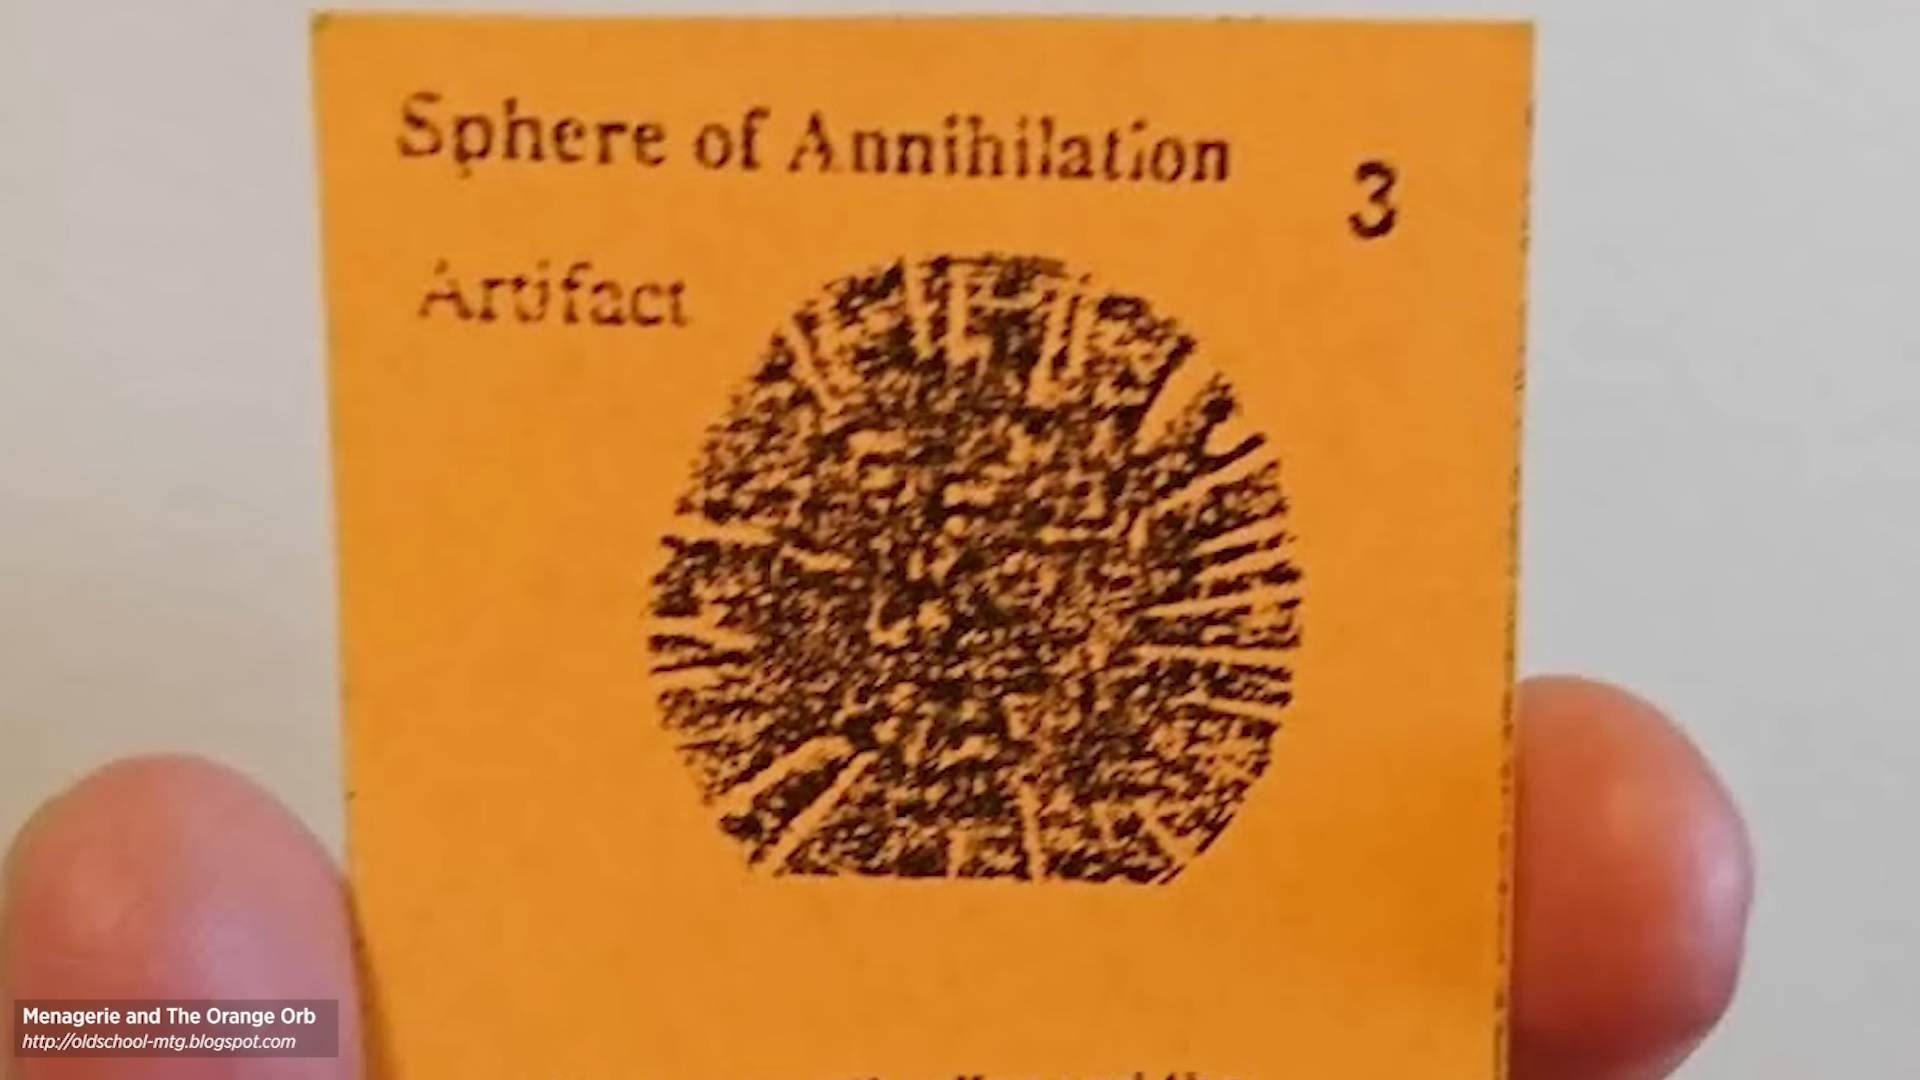 Sphere of Annihilation
3
Artifact
Menagerie and The Orange Orb
http://oldschool-mtg.blogspot.com